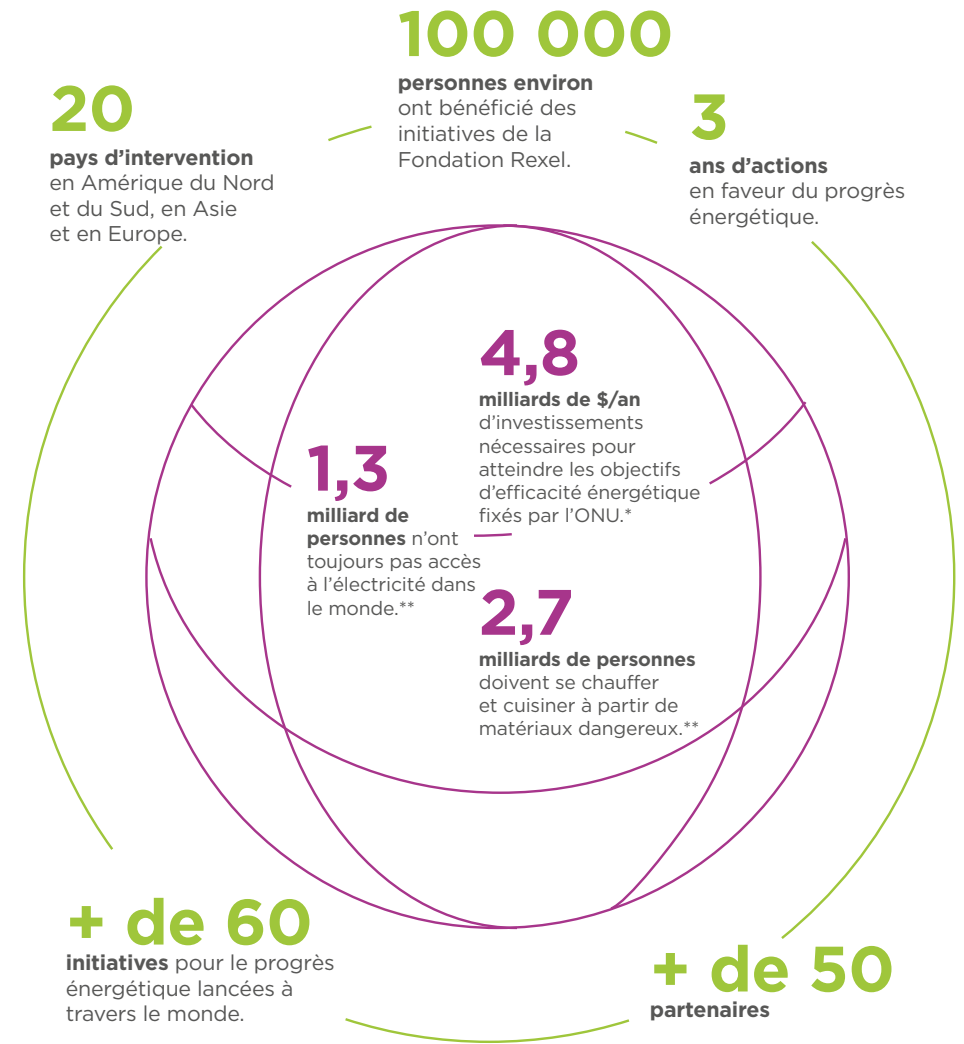 100 000
personnes environ
ont bénéficié des
initiatives de la
Fondation Rexel.
20
pays d'intervention
en Amérique du Nord
et du Sud, en Asie
et en Europe.
3
ans d'actions
en faveur du progrès
énergétique.
4,8
milliards de $/an
d'investissements
nécessaires pour
atteindre les objectifs
d'efficacité énergétique
fixés par l'ONU.*
1,3
milliard de
personnes n'ont
toujours pas accès
à l'électricité dans
le monde.**
2,7
milliards de personnes
doivent se chauffer
et cuisiner à partir de
matériaux dangereux.**
+ de 60
initiatives pour le progrès
énergétique lancées à
travers le monde.
+ de 50
partenaires